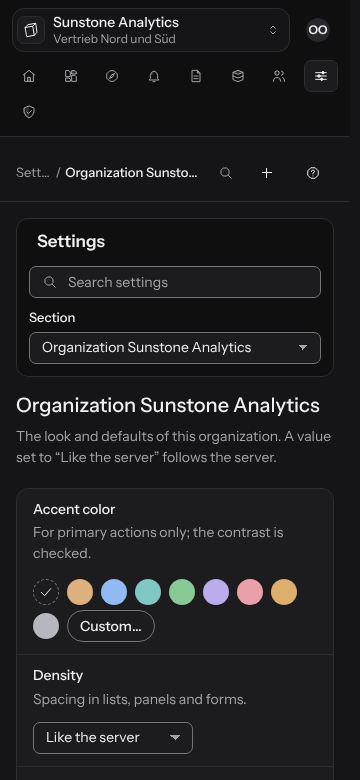 Sunstone Analytics
Vertrieb Nord und Süd
OO
Sett… / Organization Sunsto…
Settings
Search settings
Section
Organization Sunstone Analytics
Organization Sunstone Analytics
The look and defaults of this organization. A value
set to “Like the server” follows the server.
Accent color
For primary actions only; the contrast is
checked.
Custom…
Density
Spacing in lists, panels and forms.
Like the server